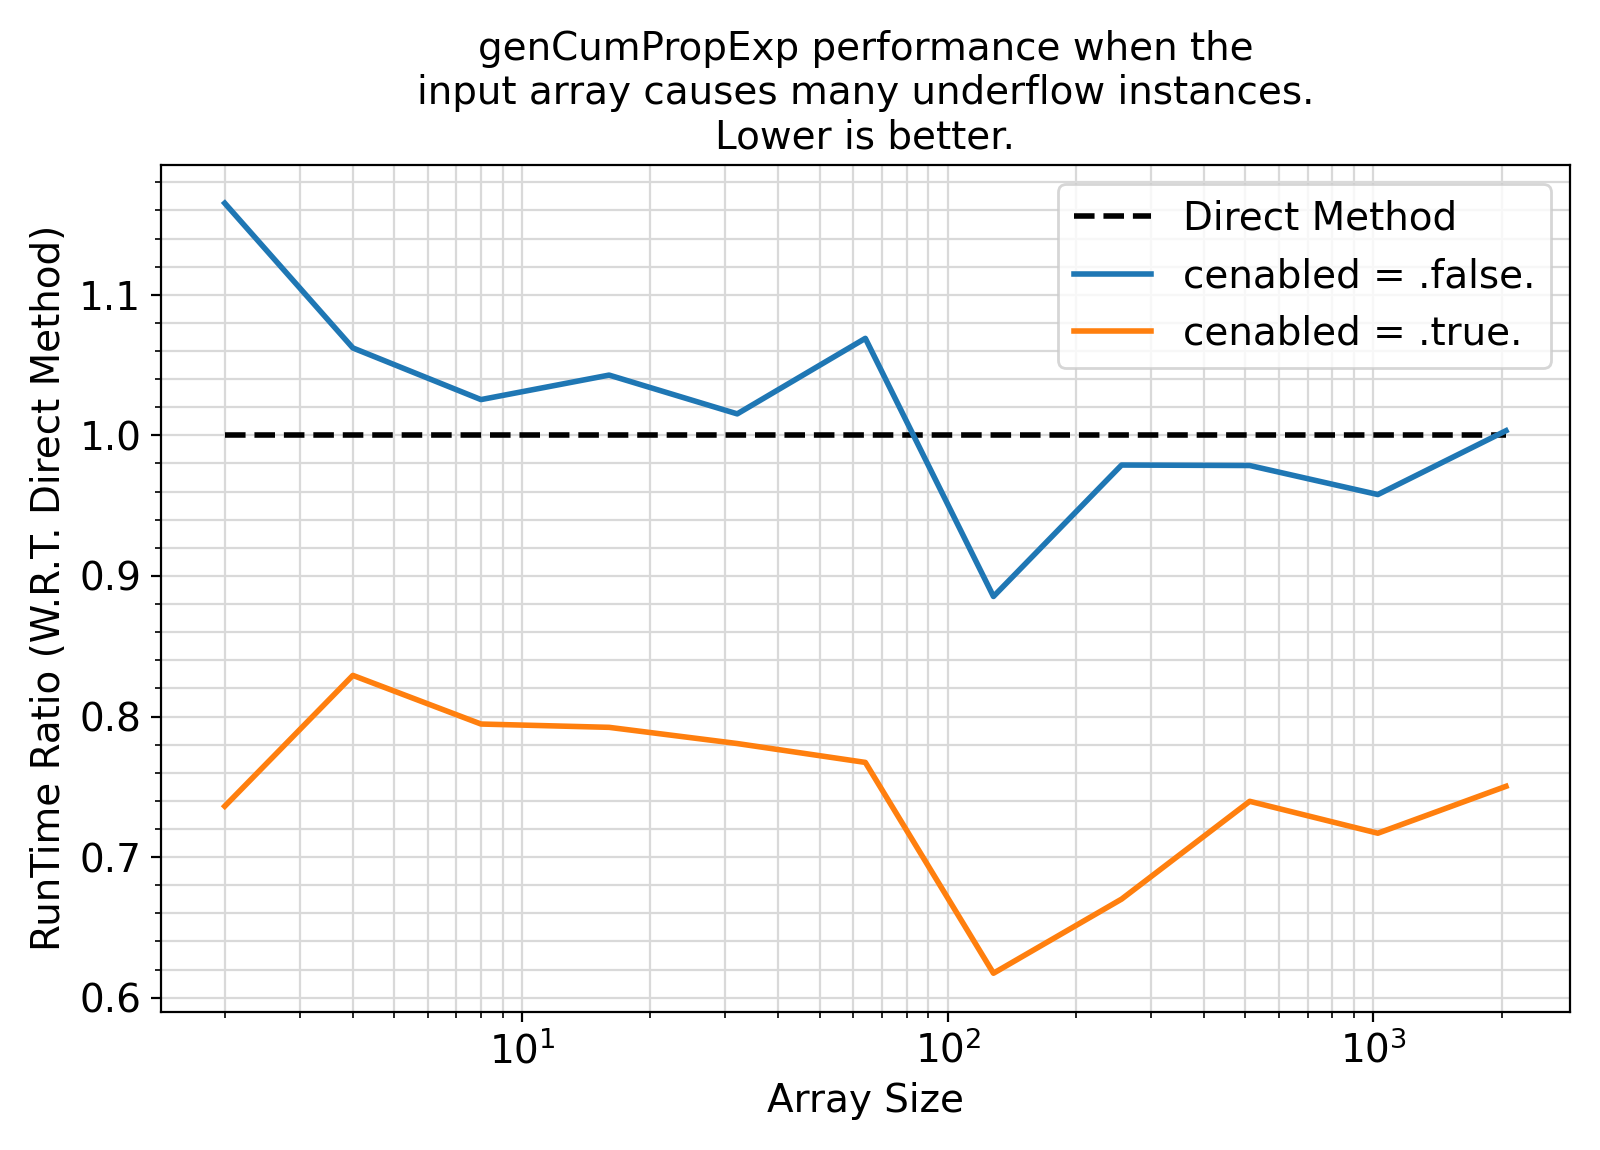 genCumPropExp performance when the
input array causes many underflow instances.
Lower is better.
Direct Method
cenabled = .false.
cenabled = .true.
RunTime Ratio (W.R.T. Direct Method)
1.1
1.0
0.9
0.8
0.7
0.6
10¹
10²
10³
Array Size